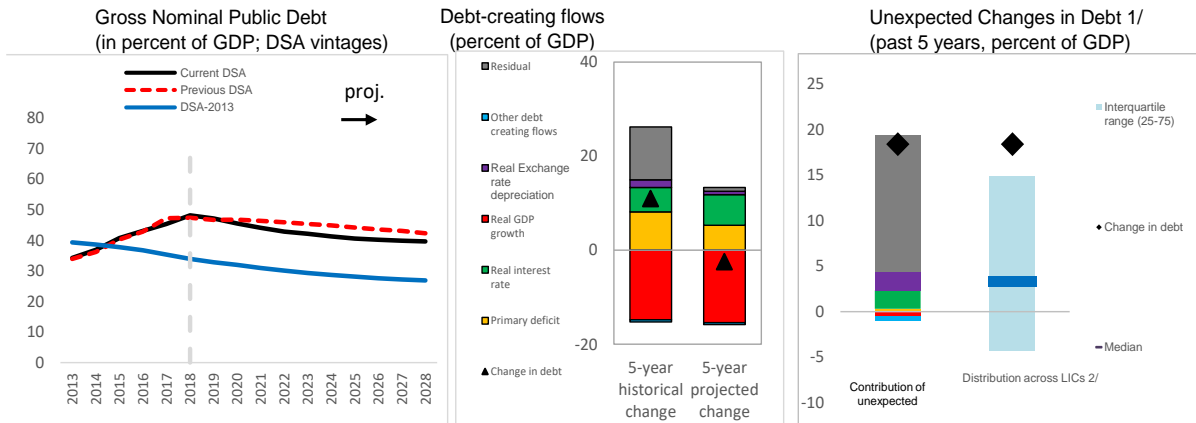 Gross Nominal Public Debt
(in percent of GDP; DSA vintages)
Current DSA
Previous DSA
DSA-2013
proj.
80
70
60
50
40
30
20
10
0
2013
2014
2015
2016
2017
2018
2019
2020
2021
2022
2023
2024
2025
2026
2027
2028
Debt-creating flows
(percent of GDP)
Residual
Other debt
creating flows
Real Exchange
rate
depreciation
Real GDP
growth
Real interest
rate
Primary deficit
Change in debt
40
20
0
-20
5-year
historical
change
5-year
projected
change
Unexpected Changes in Debt 1/
(past 5 years, percent of GDP)
25
20
15
10
5
0
-5
-10
Contribution of
unexpected
Distribution across LICs 2/
Interquartile
range (25-75)
Change in debt
Median